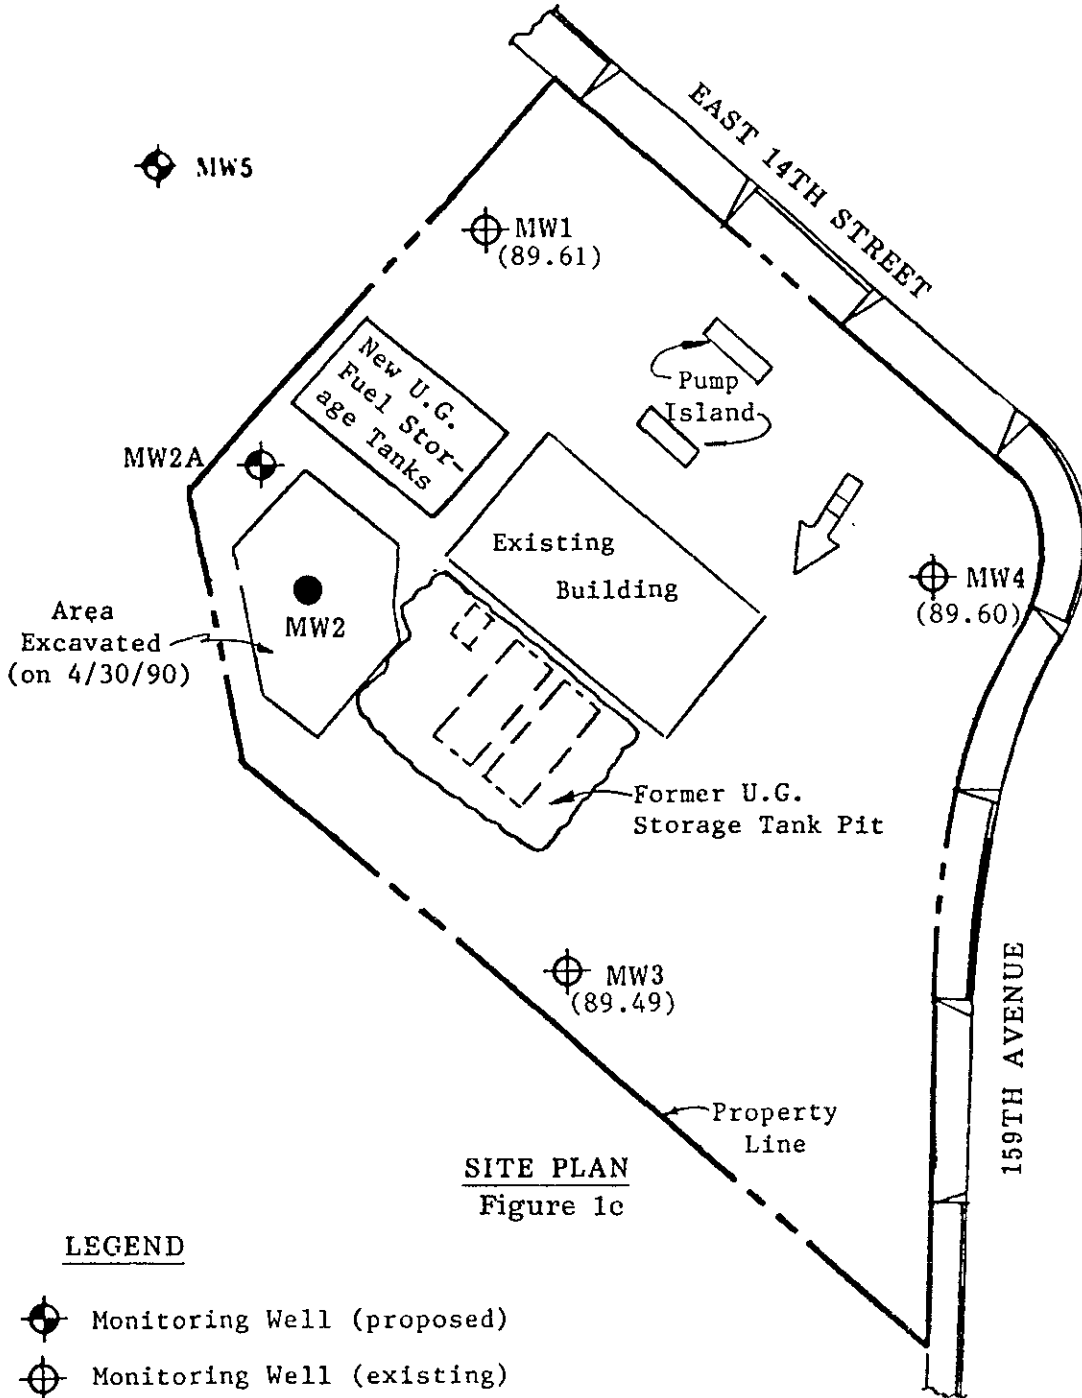 EAST 14TH STREET
MW5
MW1
(89.61)
New U.G.
Fuel Stor-
age Tanks
Pump
Island
MW2A
Existing
Building
MW4
(89.60)
MW2
Area
Excavated
(on 4/30/90)
Former U.G.
Storage Tank Pit
MW3
(89.49)
159TH AVENUE
Property
Line
SITE PLAN
Figure 1c
LEGEND
Monitoring Well (proposed)
Monitoring Well (existing)